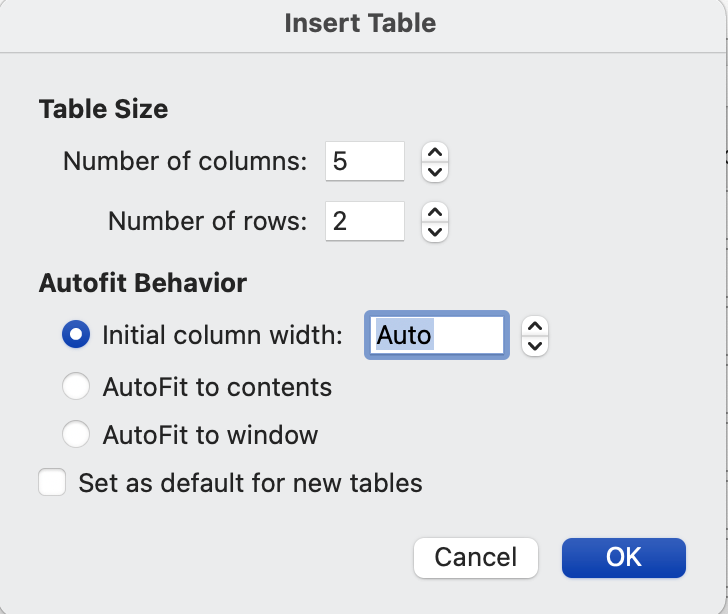 Insert Table
Table Size
Number of columns: 5
Number of rows: 2
Autofit Behavior
Initial column width: Auto
AutoFit to contents
AutoFit to window
Set as default for new tables
Cancel OK